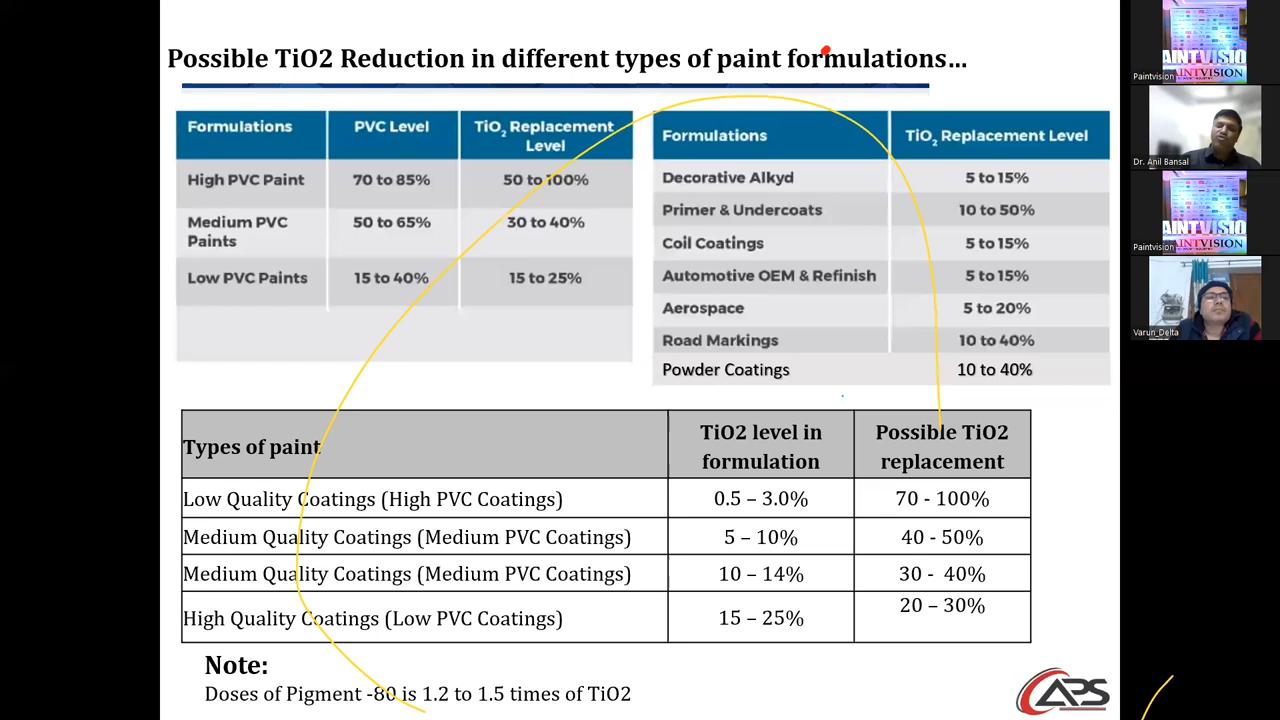 Possible TiO2 Reduction in different types of paint formulations…
Formulations PVC Level TiO2 Replacement Level
High PVC Paint 70 to 85% 50 to 100%
Medium PVC Paints 50 to 65% 30 to 40%
Low PVC Paints 15 to 40% 15 to 25%
Formulations TiO2 Replacement Level
Decorative Alkyd 5 to 15%
Primer & Undercoats 10 to 50%
Coil Coatings 5 to 15%
Automotive OEM & Refinish 5 to 15%
Aerospace 5 to 20%
Road Markings 10 to 40%
Powder Coatings 10 to 40%
Types of paint TiO2 level in formulation Possible TiO2 replacement
Low Quality Coatings (High PVC Coatings) 0.5 – 3.0% 70 - 100%
Medium Quality Coatings (Medium PVC Coatings) 5 – 10% 40 - 50%
Medium Quality Coatings (Medium PVC Coatings) 10 – 14% 30 - 40%
High Quality Coatings (Low PVC Coatings) 15 – 25% 20 – 30%
Note:
Doses of Pigment -80 is 1.2 to 1.5 times of TiO2
APS
AINTVISIO
AINTVISION
Paintvision
Dr. Anil Bansal
AINTVISIO
AINTVISION
Paintvision
Varun_Delta